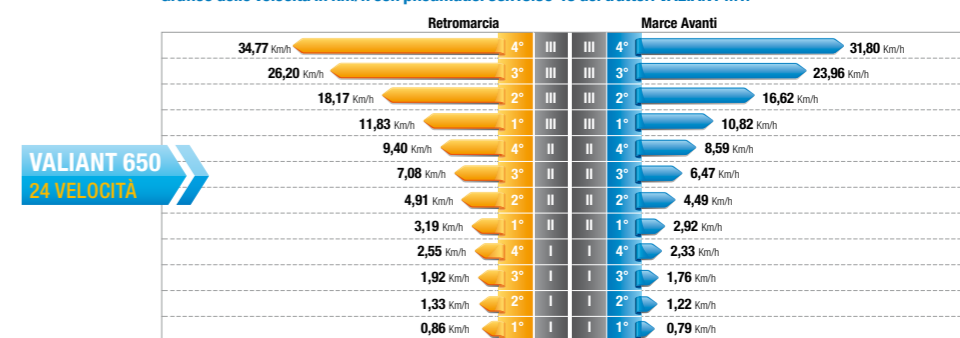 Retromarcia Marce Avanti
34,77 Km/h 4° III III 4° 31,80 Km/h
26,20 Km/h 3° III III 3° 23,96 Km/h
18,17 Km/h 2° III III 2° 16,62 Km/h
11,83 Km/h 1° III III 1° 10,82 Km/h
9,40 Km/h 4° II II 4° 8,59 Km/h
VALIANT 650
24 VELOCITÀ
7,08 Km/h 3° II II 3° 6,47 Km/h
4,91 Km/h 2° II II 2° 4,49 Km/h
3,19 Km/h 1° II II 1° 2,92 Km/h
2,55 Km/h 4° I I 4° 2,33 Km/h
1,92 Km/h 3° I I 3° 1,76 Km/h
1,33 Km/h 2° I I 2° 1,22 Km/h
0,86 Km/h 1° I I 1° 0,79 Km/h